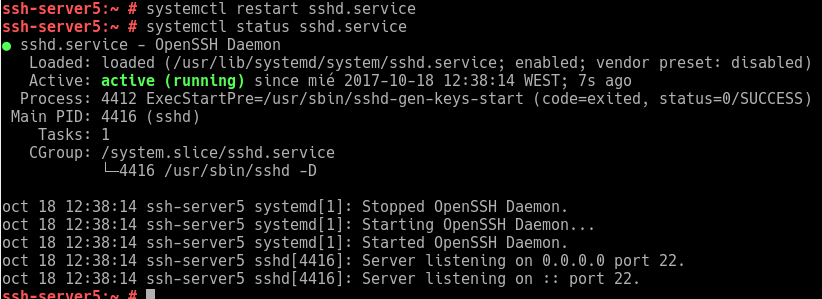 ssh-server5:~ # systemctl restart sshd.service
ssh-server5:~ # systemctl status sshd.service
● sshd.service - OpenSSH Daemon
   Loaded: loaded (/usr/lib/systemd/system/sshd.service; enabled; vendor preset: disabled)
   Active: active (running) since mié 2017-10-18 12:38:14 WEST; 7s ago
  Process: 4412 ExecStartPre=/usr/sbin/sshd-gen-keys-start (code=exited, status=0/SUCCESS)
 Main PID: 4416 (sshd)
    Tasks: 1
   CGroup: /system.slice/sshd.service
           └─4416 /usr/sbin/sshd -D

oct 18 12:38:14 ssh-server5 systemd[1]: Stopped OpenSSH Daemon.
oct 18 12:38:14 ssh-server5 systemd[1]: Starting OpenSSH Daemon...
oct 18 12:38:14 ssh-server5 systemd[1]: Started OpenSSH Daemon.
oct 18 12:38:14 ssh-server5 sshd[4416]: Server listening on 0.0.0.0 port 22.
oct 18 12:38:14 ssh-server5 sshd[4416]: Server listening on :: port 22.
ssh-server5:~ #